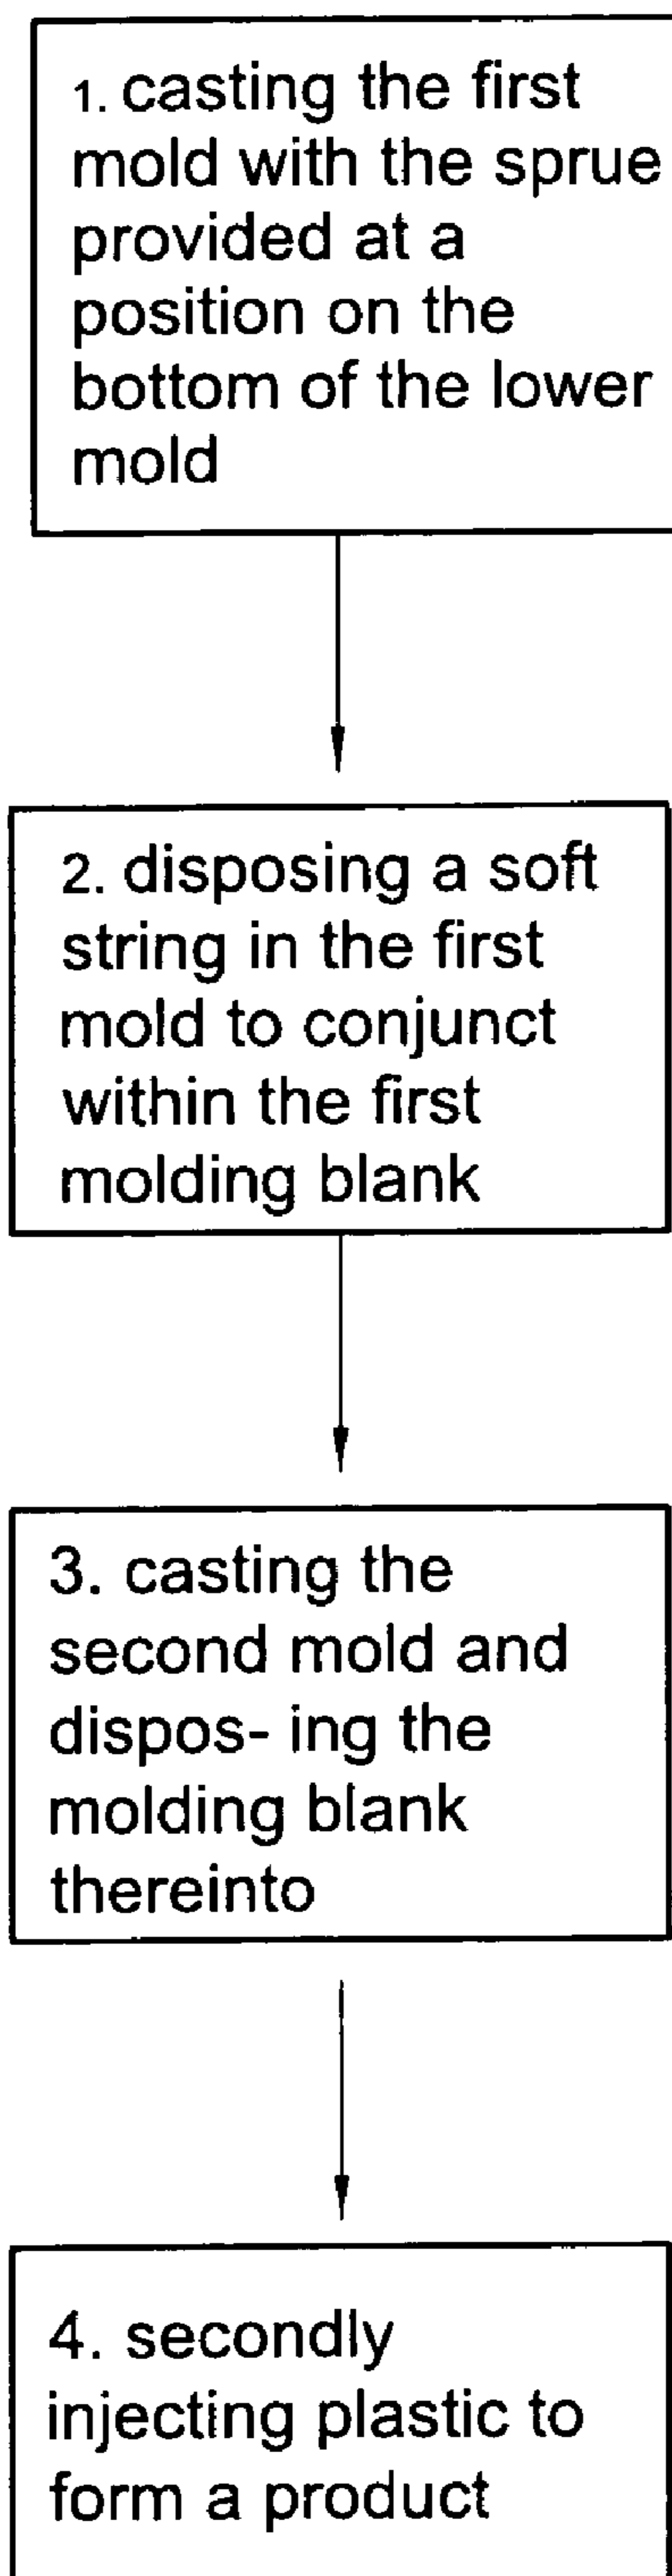 1. casting the first
mold with the sprue
provided at a
position on the
bottom of the lower
mold
2. disposing a soft
string in the first
mold to conjunct
within the first
molding blank
3. casting the
second mold and
dispos- ing the
molding blank
thereinto
4. secondly
injecting plastic to
form a product